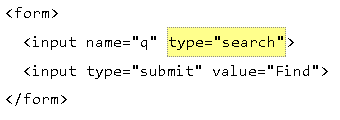 <form>
<input name="q" type="search">
<input type="submit" value="Find">
</form>